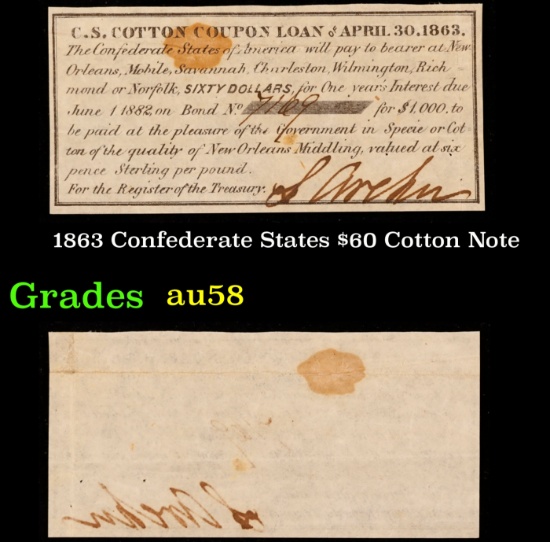 C.S. COTTON COUPON LOAN of APRIL 30.1863.
The Confederate States of America will pay to bearer at New
Orleans, Mobile, Savannah, Charleston, Wilmington, Rich
mond or Norfolk, SIXTY DOLLARS, for One years Interest due
June 1 1882, on Bond No. 7169 for $1.000. to
be paid at the pleasure of the Government in Specie or Cot
ton of the quality of New Orleans Middling, valued at six
pence Sterling per pound.
For the Register of the Treasury.
1863 Confederate States $60 Cotton Note
Grades au58